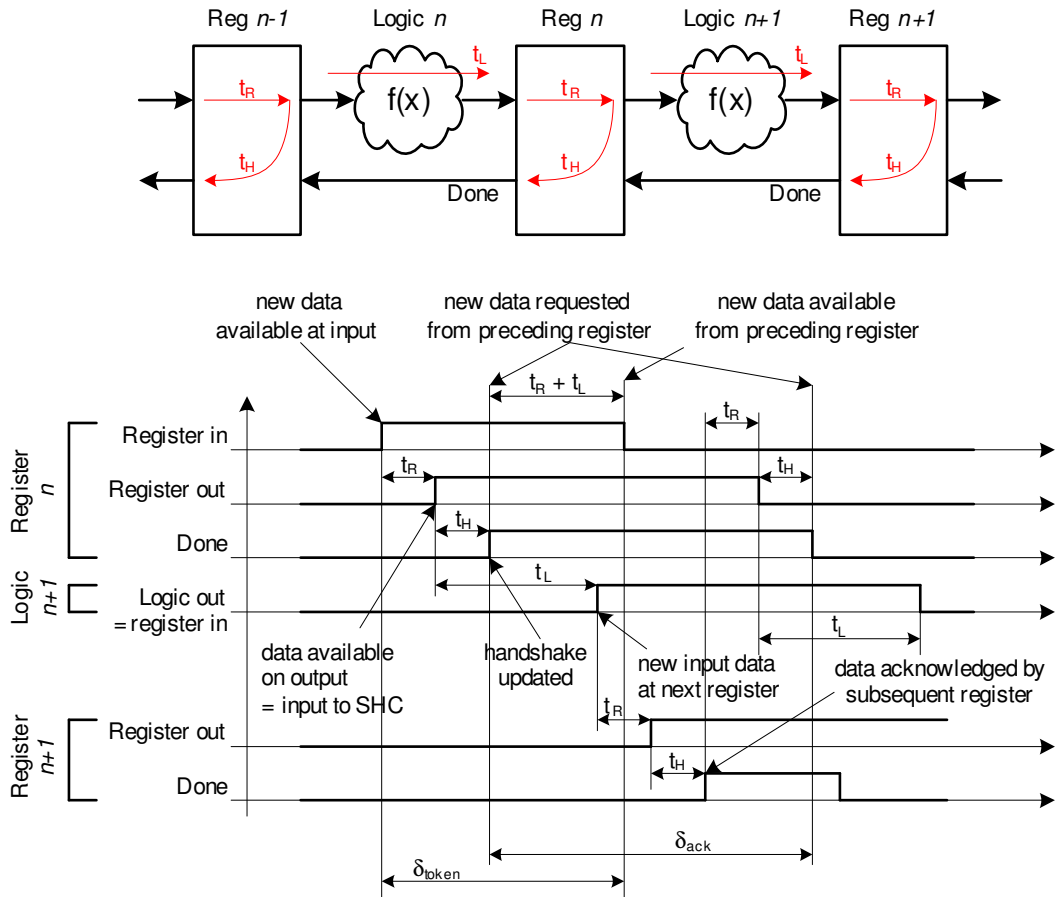 Reg n-1
Logic n
Reg n
Logic n+1
Reg n+1
tL
tL
tR
f(x)
tR
f(x)
tR
tH
tH
tH
Done
Done
new data
available at input
new data requested
from preceding register
new data available
from preceding register
tR + tL
tR
Register in
tR
tH
Register out
tH
Done
Register
n
tL
Logic out
= register in
Logic
n+1
tL
data available
on output
= input to SHC
handshake
updated
new input data
at next register
data acknowledged by
subsequent register
tR
Register out
tH
Done
Register
n+1
δack
δtoken